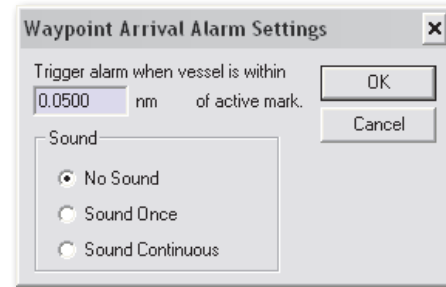 Waypoint Arrival Alarm Settings
Trigger alarm when vessel is within
0.0500 nm of active mark.
OK
Cancel
Sound
No Sound
Sound Once
Sound Continuous